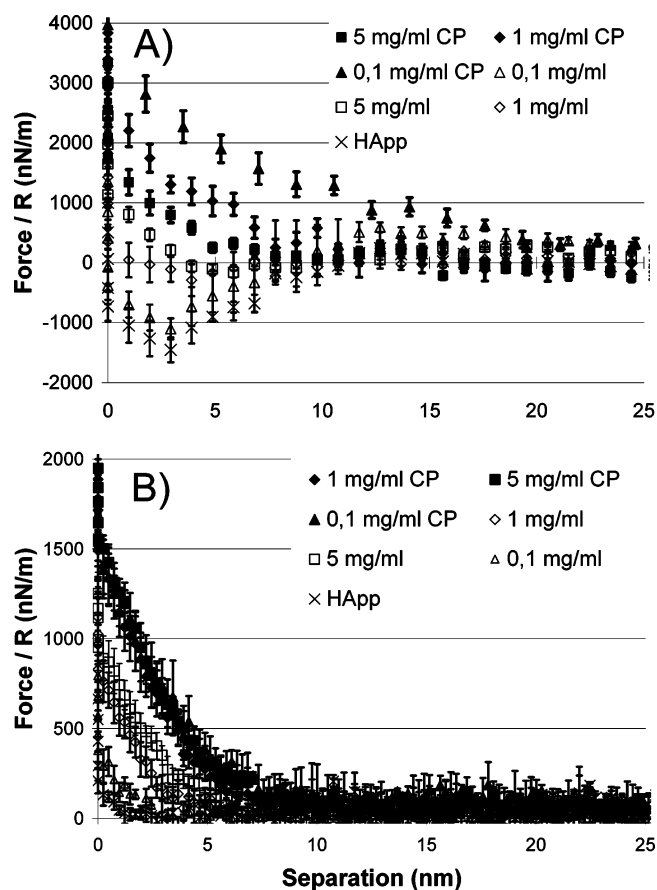 A)
5 mg/ml CP 1 mg/ml CP
0,1 mg/ml CP 0,1 mg/ml
5 mg/ml 1 mg/ml
HApp
4000
3000
2000
1000
0
-1000
-2000
Force / R (nN/m)
0 5 10 15 20 25
B)
1 mg/ml CP 5 mg/ml CP
0,1 mg/ml CP 1 mg/ml
5 mg/ml 0,1 mg/ml
HApp
2000
1500
1000
500
0
Force / R (nN/m)
0 5 10 15 20 25
Separation (nm)